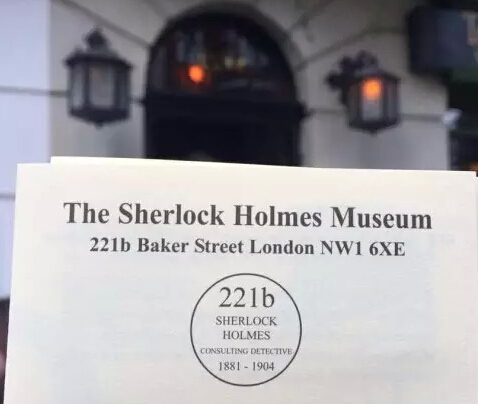 The Sherlock Holmes Museum
221b Baker Street London NW1 6XE
221b
SHERLOCK
HOLMES
CONSULTING DETECTIVE
1881 - 1904